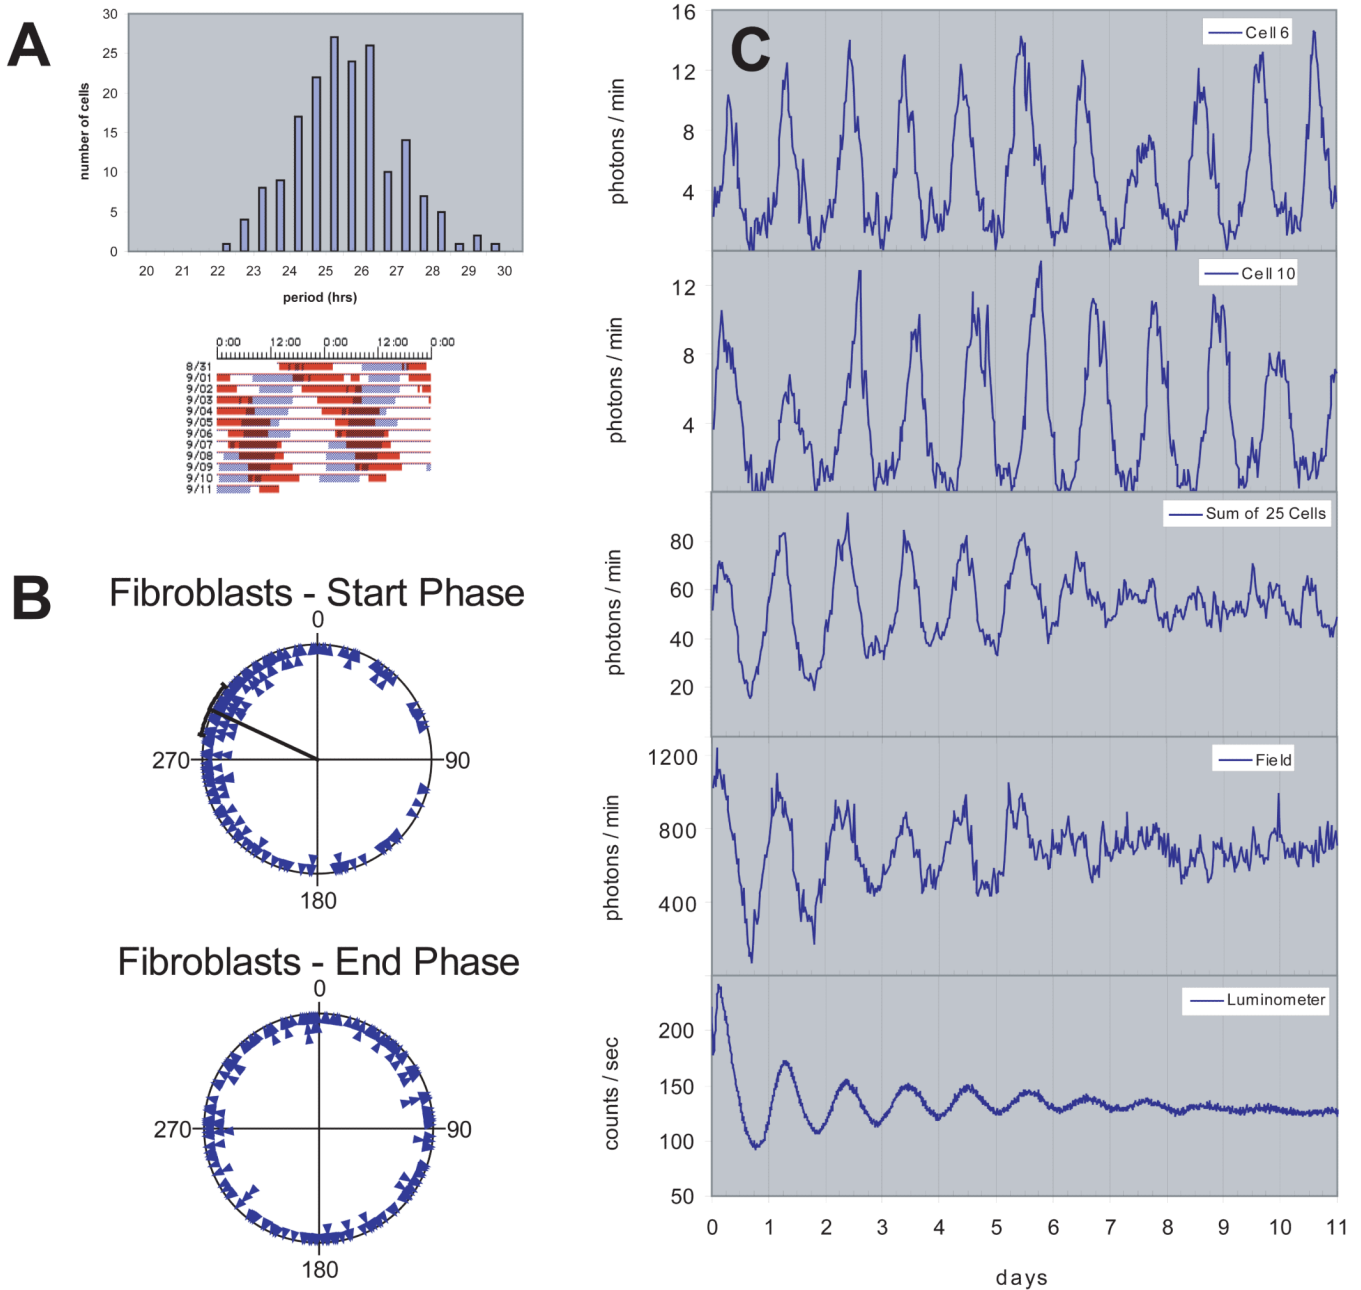 A
30
25
20
15
10
5
0
number of cells
20 21 22 23 24 25 26 27 28 29 30
period (hrs)
0:00 12:00 0:00 12:00 0:00
8/31
9/01
9/02
9/03
9/04
9/05
9/06
9/07
9/08
9/09
9/10
9/11
B
Fibroblasts - Start Phase
0
270 90
180
Fibroblasts - End Phase
0
270 90
180
C
16
12
8
4
photons / min
Cell 6
12
8
4
photons / min
Cell 10
80
60
40
20
photons / min
Sum of 25 Cells
1200
800
400
photons / min
Field
200
150
100
50
counts / sec
Luminometer
0 1 2 3 4 5 6 7 8 9 10 11
days